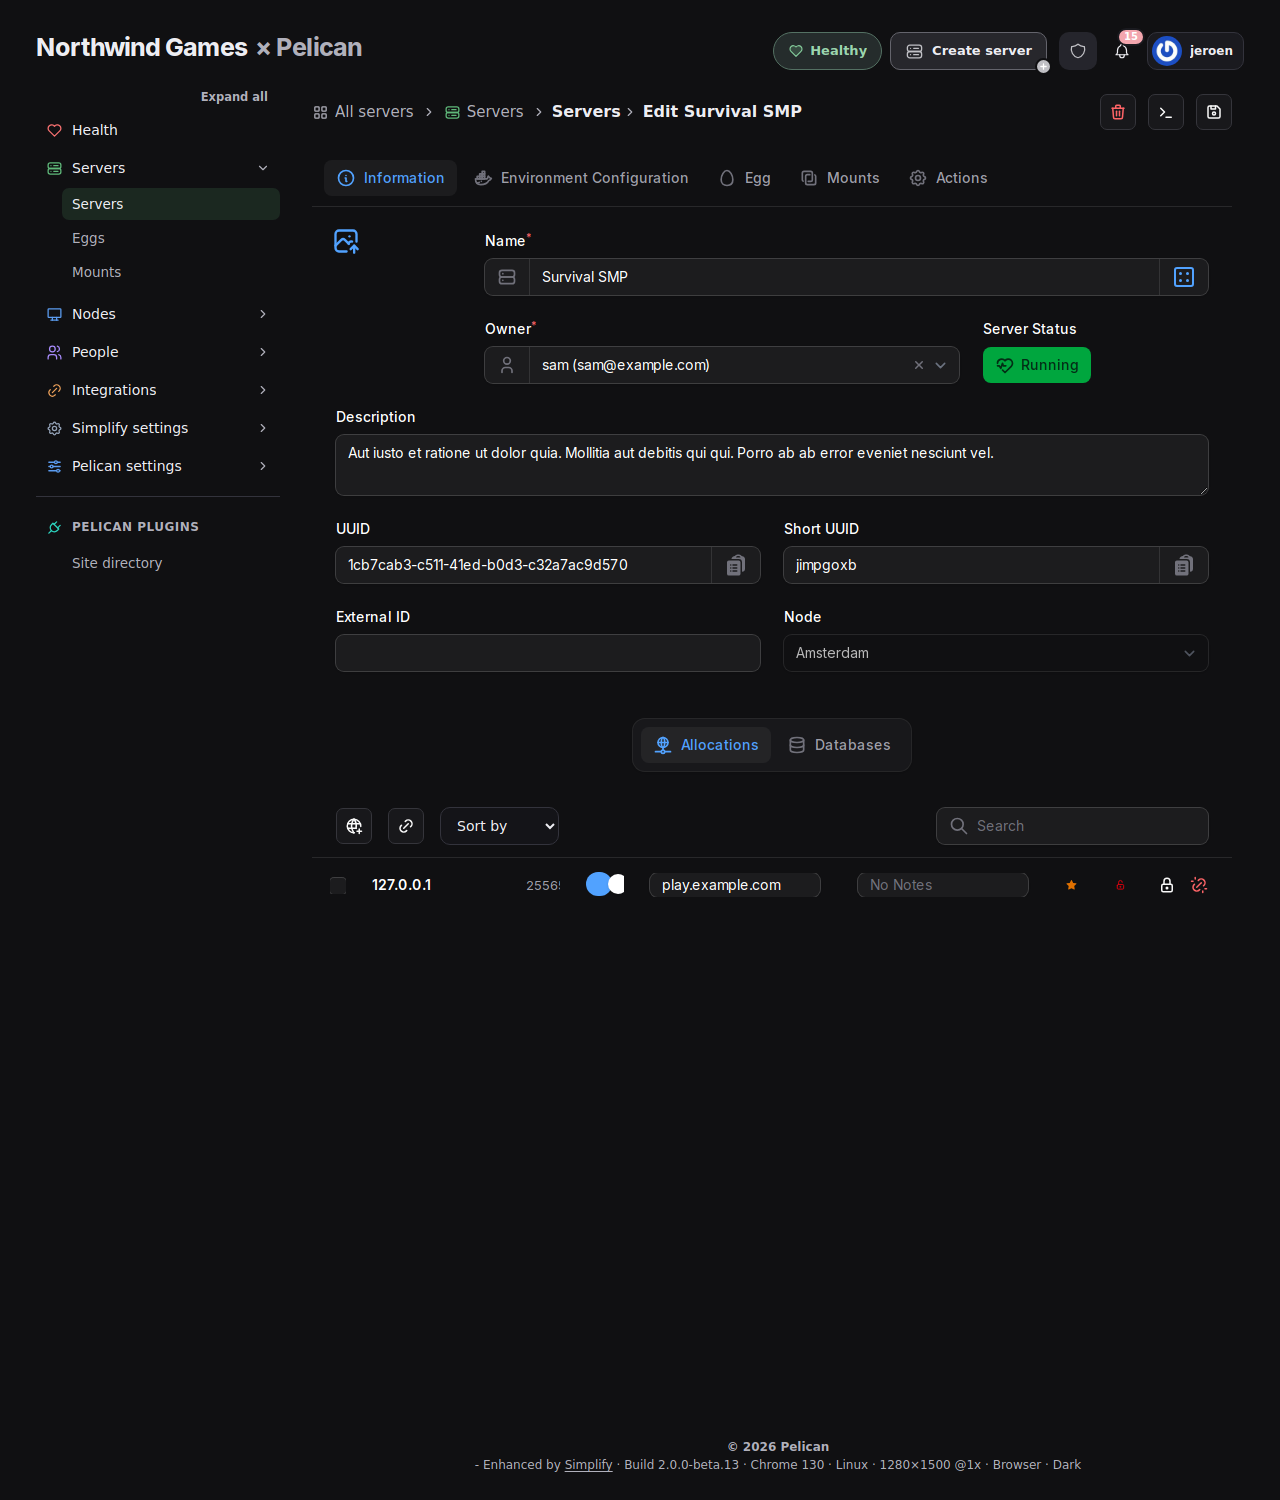 Northwind Games × Pelican
Healthy
Create server
15
jeroen
Expand all
Health
Servers
Servers
Eggs
Mounts
Nodes
People
Integrations
Simplify settings
Pelican settings
PELICAN PLUGINS
Site directory
All servers > Servers > Servers > Edit Survival SMP
Information
Environment Configuration
Egg
Mounts
Actions
Name*
Survival SMP
Owner*
Server Status
sam (sam@example.com)
Running
Description
Aut iusto et ratione ut dolor quia. Mollitia aut debitis qui qui. Porro ab ab error eveniet nesciunt vel.
UUID
Short UUID
1cb7cab3-c511-41ed-b0d3-c32a7ac9d570
jimpgoxb
External ID
Node
Amsterdam
Allocations
Databases
Sort by
Search
127.0.0.1
2556
play.example.com
No Notes
© 2026 Pelican
- Enhanced by Simplify · Build 2.0.0-beta.13 · Chrome 130 · Linux · 1280×1500 @1x · Browser · Dark